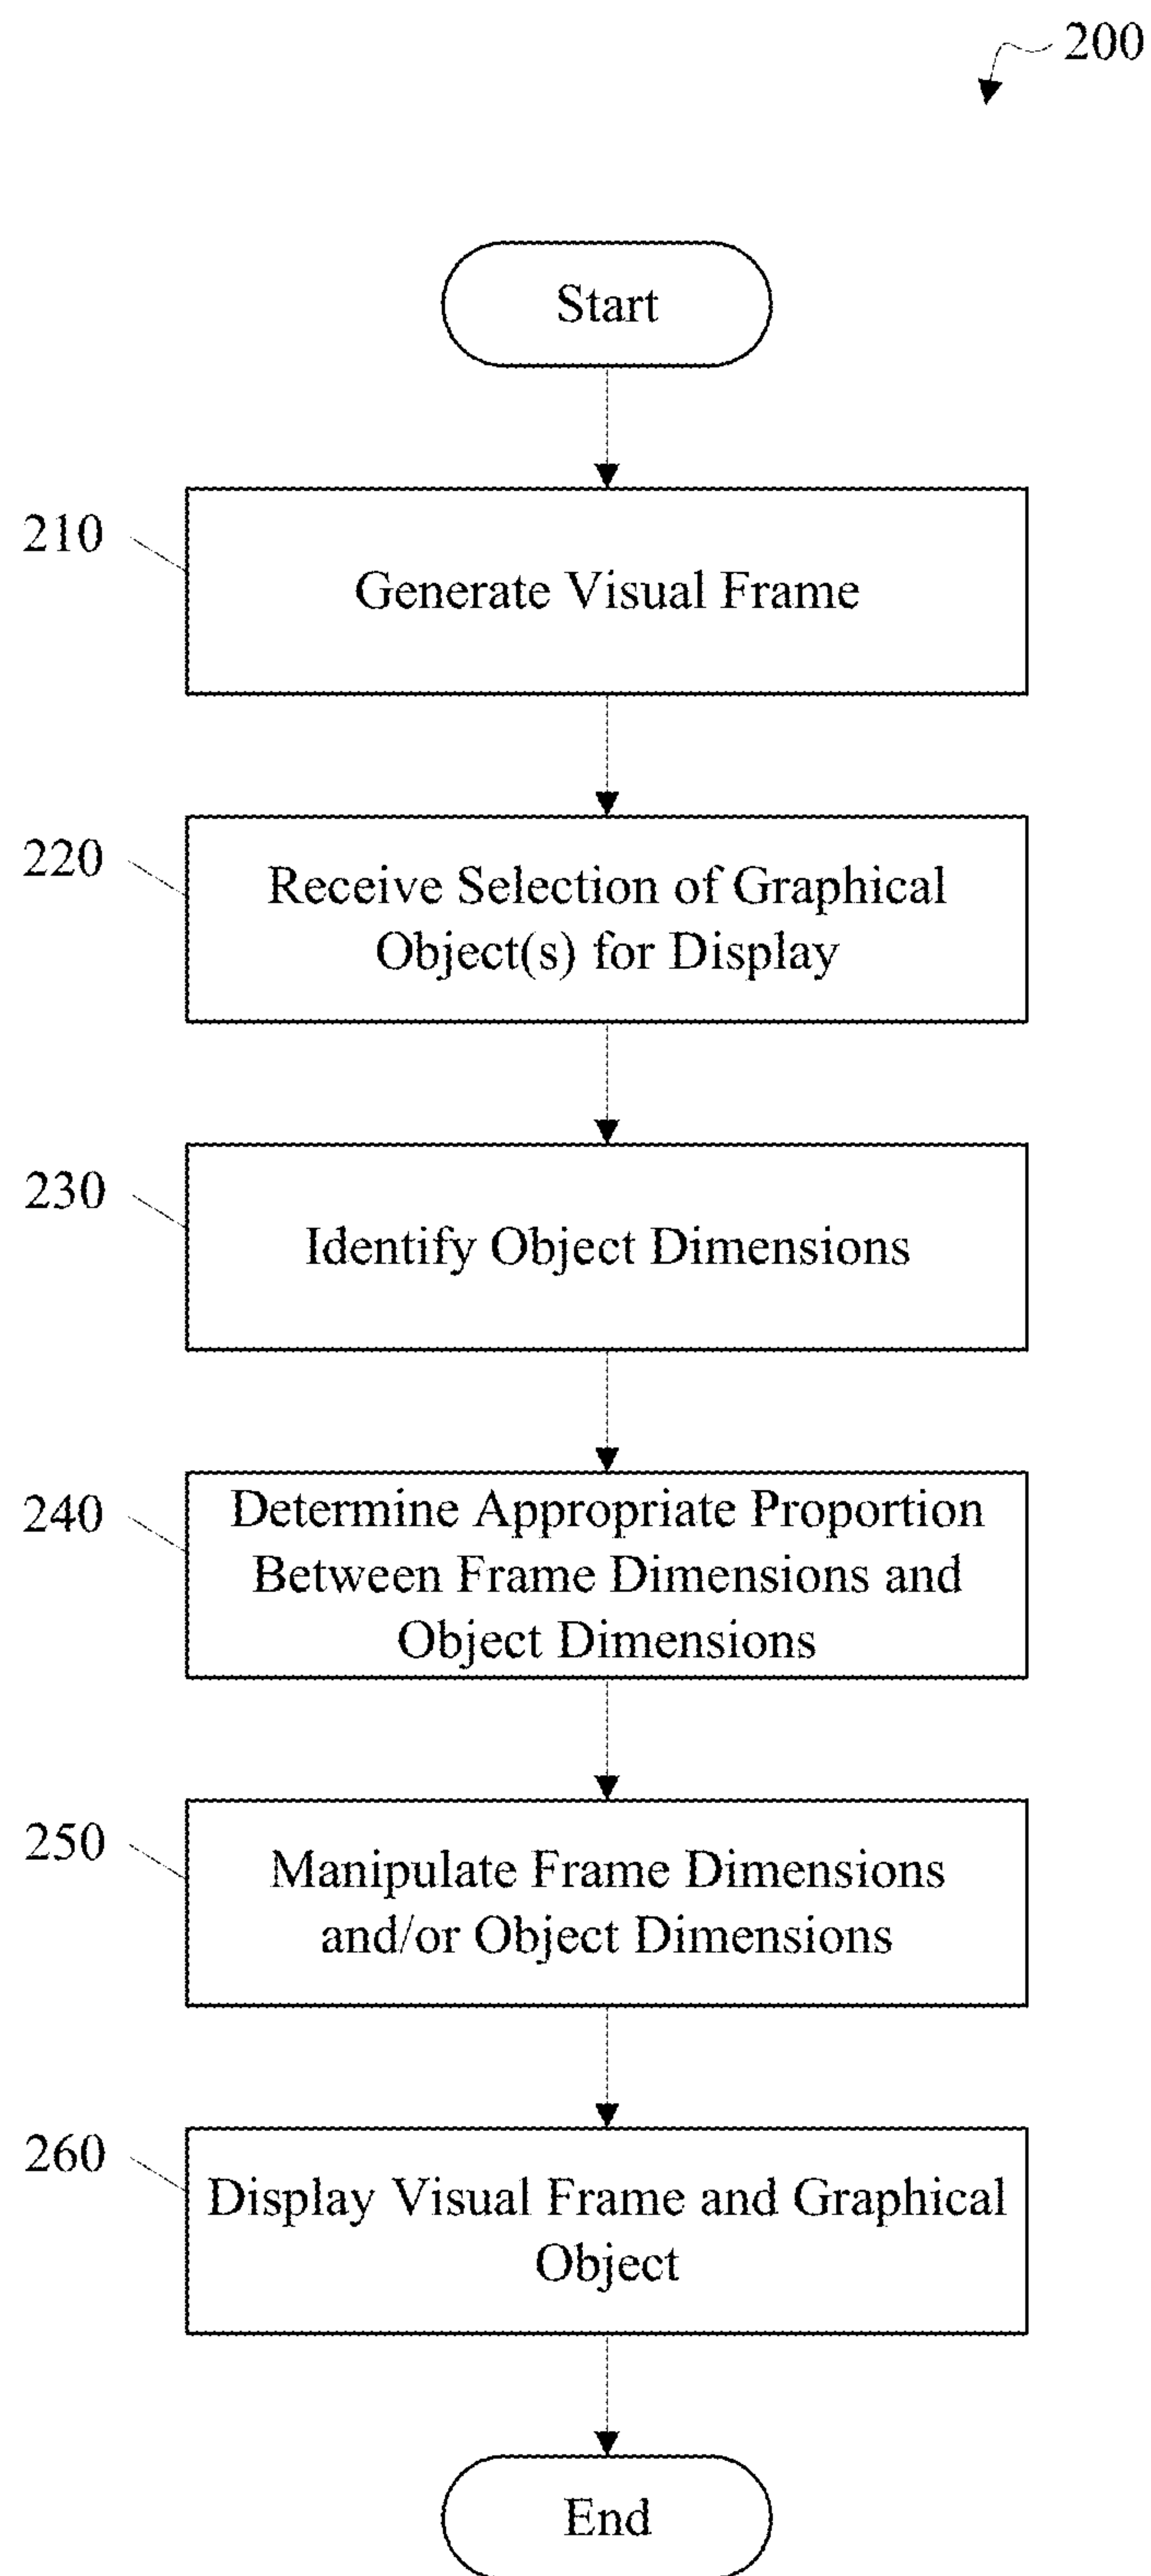 200
Start
210
Generate Visual Frame
220
Receive Selection of Graphical
Object(s) for Display
230
Identify Object Dimensions
240
Determine Appropriate Proportion
Between Frame Dimensions and
Object Dimensions
250
Manipulate Frame Dimensions
and/or Object Dimensions
260
Display Visual Frame and Graphical
Object
End